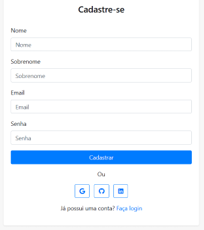 Cadastre-se
Nome
Nome
Sobrenome
Sobrenome
Email
Email
Senha
Senha
Cadastrar
Ou
Já possui uma conta? Faça login